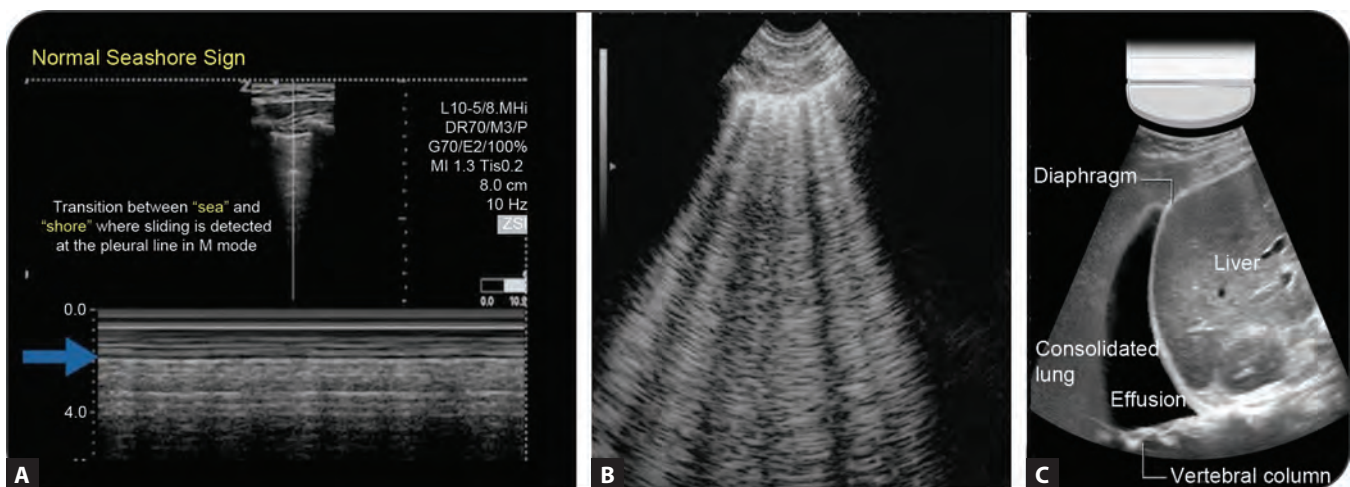 Normal Seashore Sign
Z
L10-5/8.MHi
DR70/M3/P
G70/E2/100%
MI 1.3 Tis0.2
8.0 cm
10 Hz
ZSI
Transition between “sea” and
“shore” where sliding is detected
at the pleural line in M mode
0.0
4.0
A
B
Diaphragm
Liver
Consolidated
lung
Effusion
Vertebral column
C